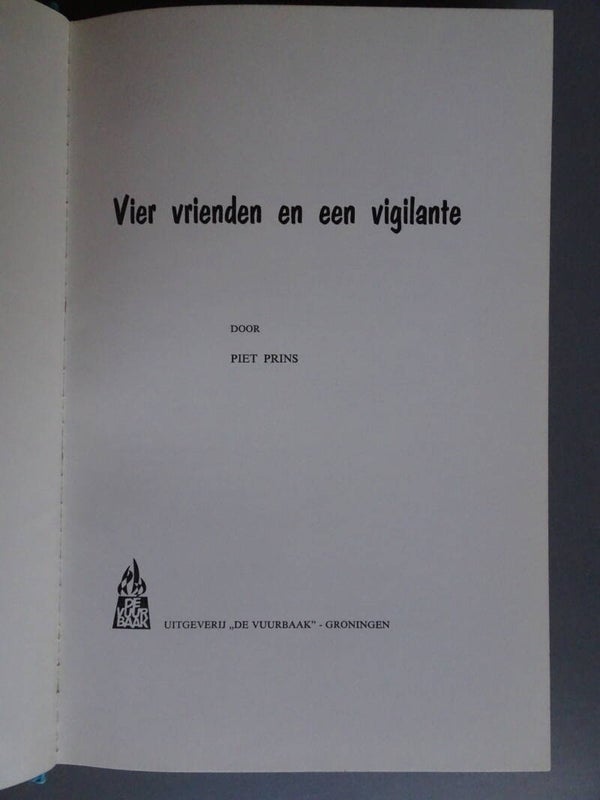 Vier vrienden en een vigilante
DOOR
PIET PRINS
DE
VUUR
BAAK
UITGEVERIJ „DE VUURBAAK” - GRONINGEN